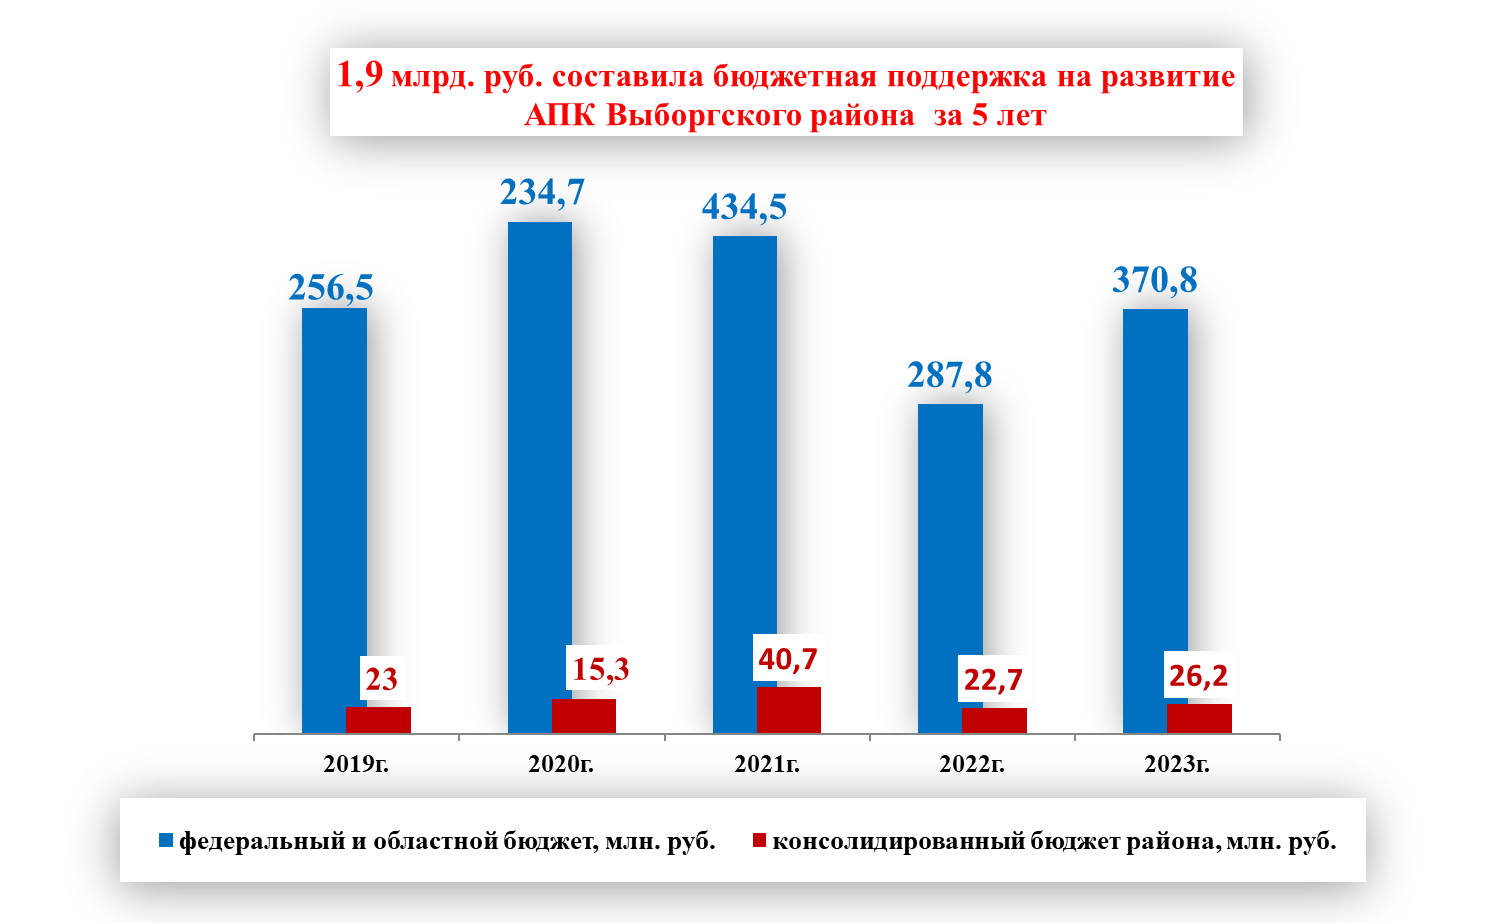 1,9 млрд. руб. составила бюджетная поддержка на развитие
АПК Выборгского района за 5 лет
256,5
234,7
434,5
287,8
370,8
23
15,3
40,7
22,7
26,2
2019г.
2020г.
2021г.
2022г.
2023г.
федеральный и областной бюджет, млн. руб.
консолидированный бюджет района, млн. руб.